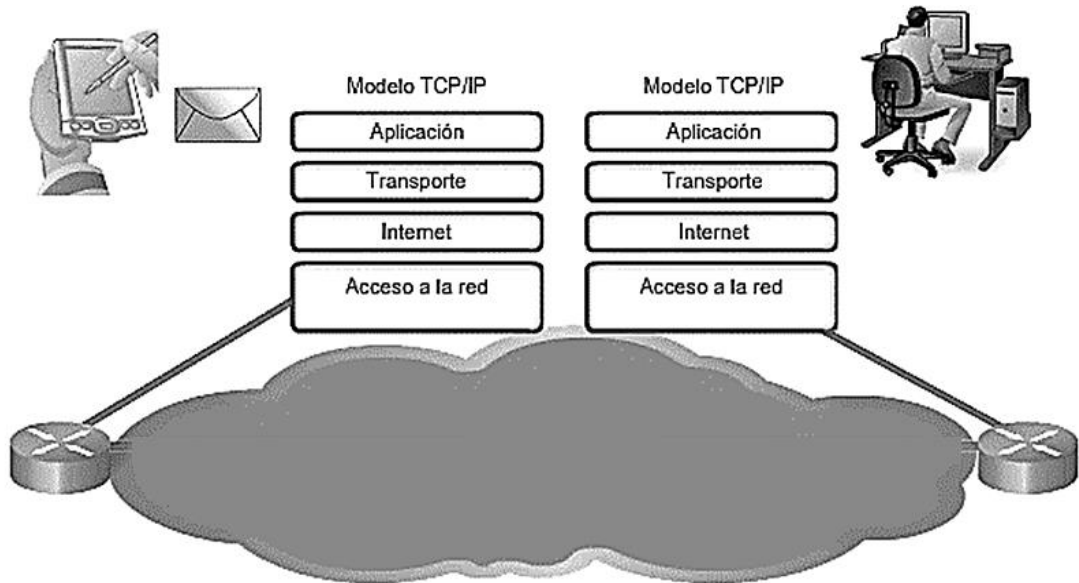 Modelo TCP/IP
Aplicación
Transporte
Internet
Acceso a la red
Modelo TCP/IP
Aplicación
Transporte
Internet
Acceso a la red